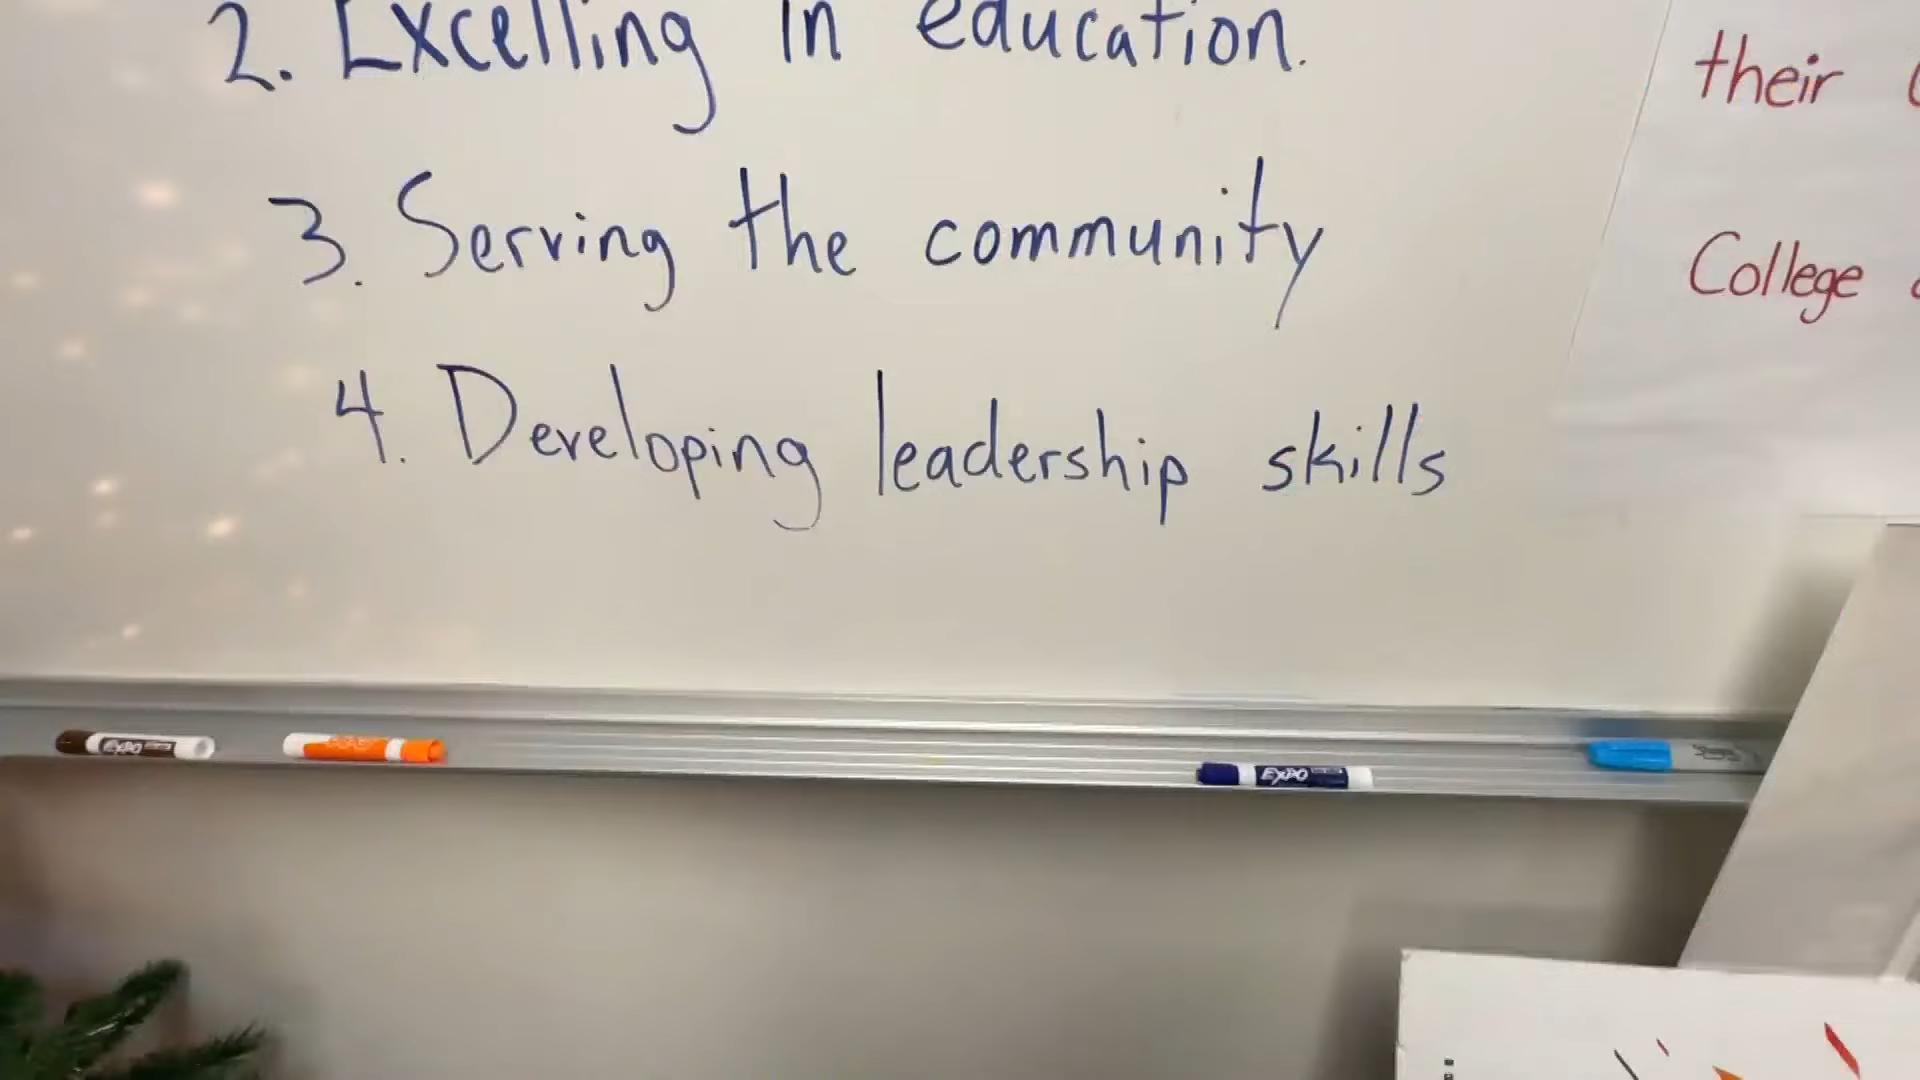 2. Excelling in education.
3. Serving the community
4. Developing leadership skills
their
College
EXPO
EXPO